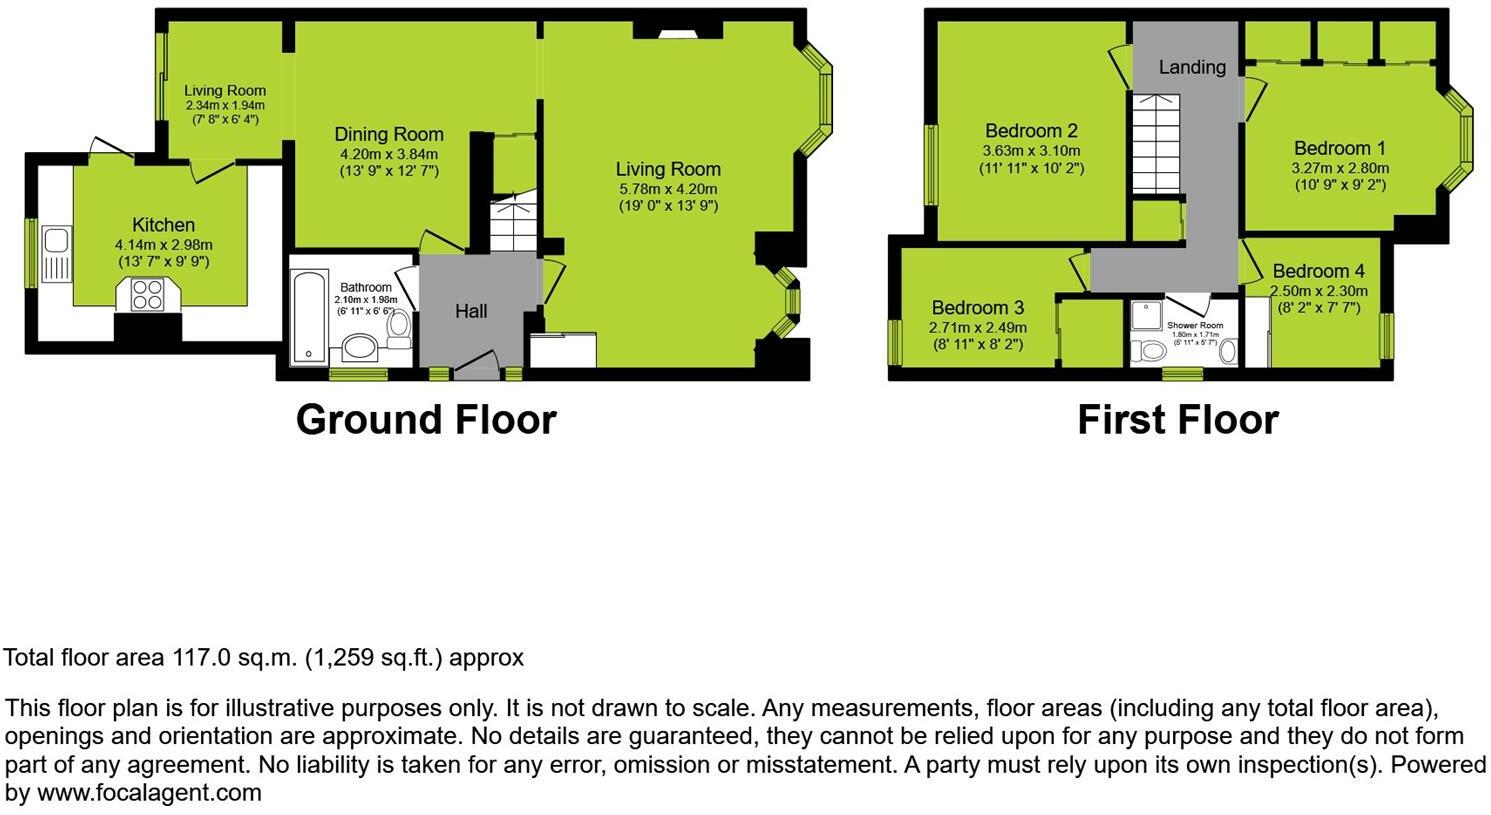 Living Room
2.34m x 1.94m
(7' 8" x 6' 4")
Dining Room
4.20m x 3.84m
(13' 9" x 12' 7")
Living Room
5.78m x 4.20m
(19' 0" x 13' 9")
Kitchen
4.14m x 2.98m
(13' 7" x 9' 9")
Bathroom
2.10m x 1.98m
(6' 11" x 6' 6")
Hall
Ground Floor
Landing
Bedroom 2
3.63m x 3.10m
(11' 11" x 10' 2")
Bedroom 1
3.27m x 2.80m
(10' 9" x 9' 2")
Bedroom 3
2.71m x 2.49m
(8' 11" x 8' 2")
Bedroom 4
2.50m x 2.30m
(8' 2" x 7' 7")
Shower Room
1.80m x 1.71m
(5' 11" x 5' 7")
First Floor
Total floor area 117.0 sq.m. (1,259 sq.ft.) approx
This floor plan is for illustrative purposes only. It is not drawn to scale. Any measurements, floor areas (including any total floor area),
openings and orientation are approximate. No details are guaranteed, they cannot be relied upon for any purpose and they do not form
part of any agreement. No liability is taken for any error, omission or misstatement. A party must rely upon its own inspection(s). Powered
by www.focalagent.com